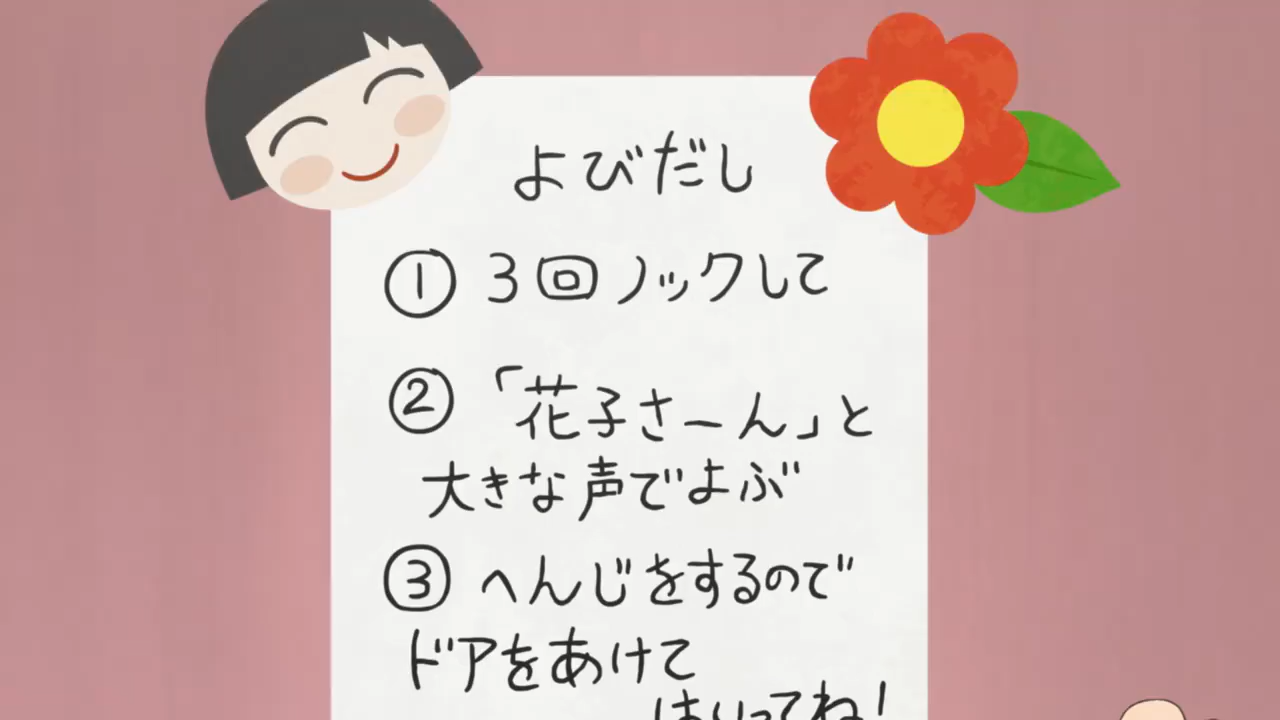 よびだし
① 3回ノックして
② 「花子さーん」と
大きな声でよぶ
③ へんじをするので
ドアをあけて
はいってね!